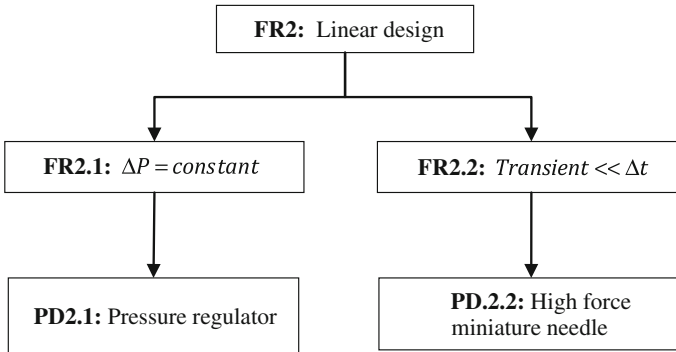 FR2: Linear design
FR2.1: ΔP = constant
FR2.2: Transient << Δt
PD2.1: Pressure regulator
PD.2.2: High force
miniature needle